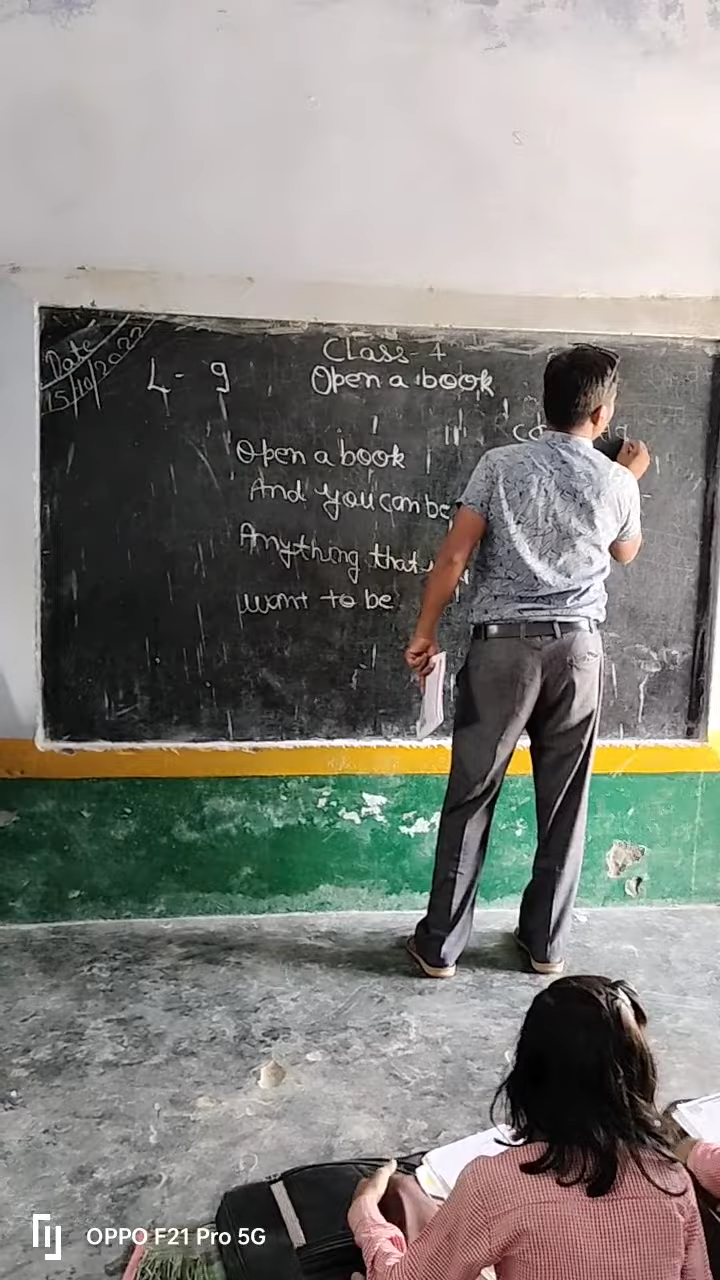 Date
15/10/2022
Class-4
L- 9
Open a book
Open a book
And you can be
Anything that
want to be
OPPO F21 Pro 5G